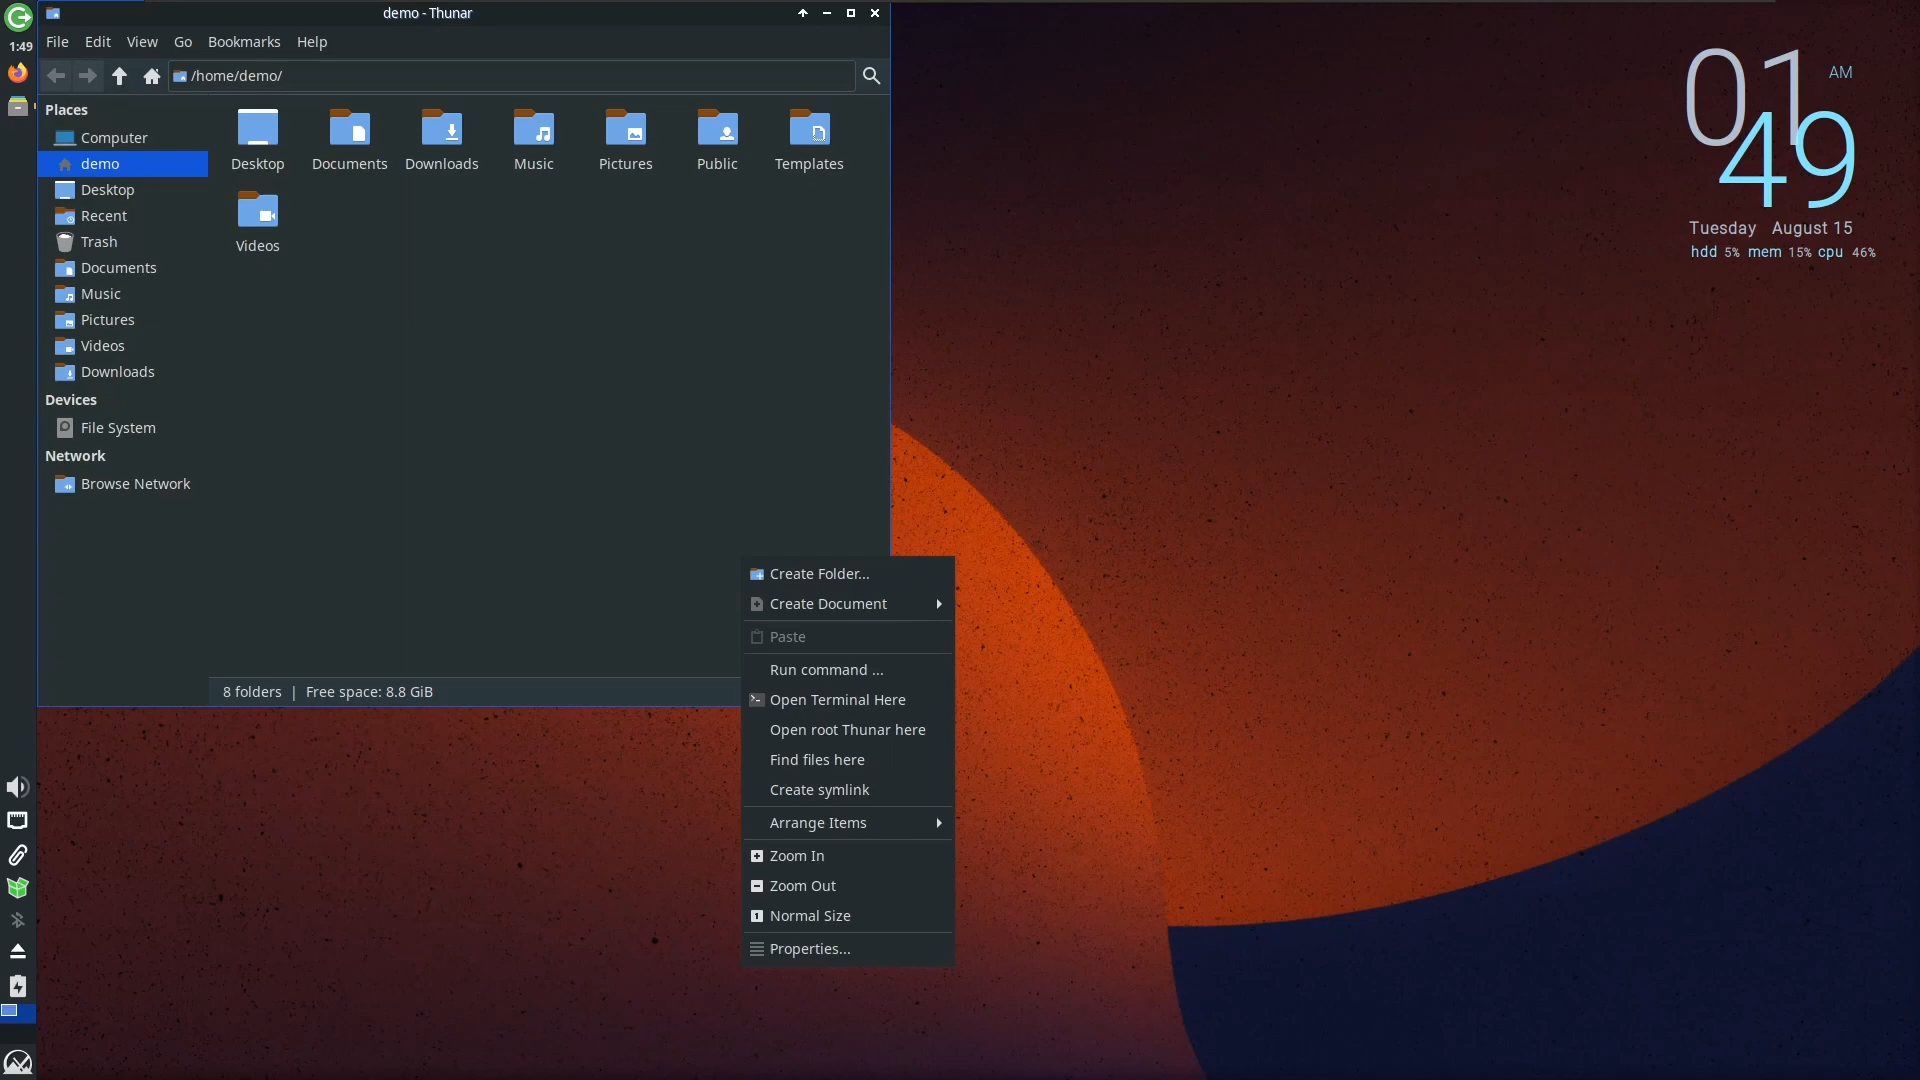 demo - Thunar
1:49
File Edit View Go Bookmarks Help
/home/demo/
Places
Computer
demo
Desktop
Recent
Trash
Documents
Music
Pictures
Videos
Downloads
Devices
File System
Network
Browse Network
Desktop Documents Downloads Music Pictures Public Templates
Videos
8 folders | Free space: 8.8 GiB
Create Folder...
Create Document
Paste
Run command ...
Open Terminal Here
Open root Thunar here
Find files here
Create symlink
Arrange Items
Zoom In
Zoom Out
Normal Size
Properties...
01 AM
49
Tuesday August 15
hdd 5% mem 15% cpu 46%